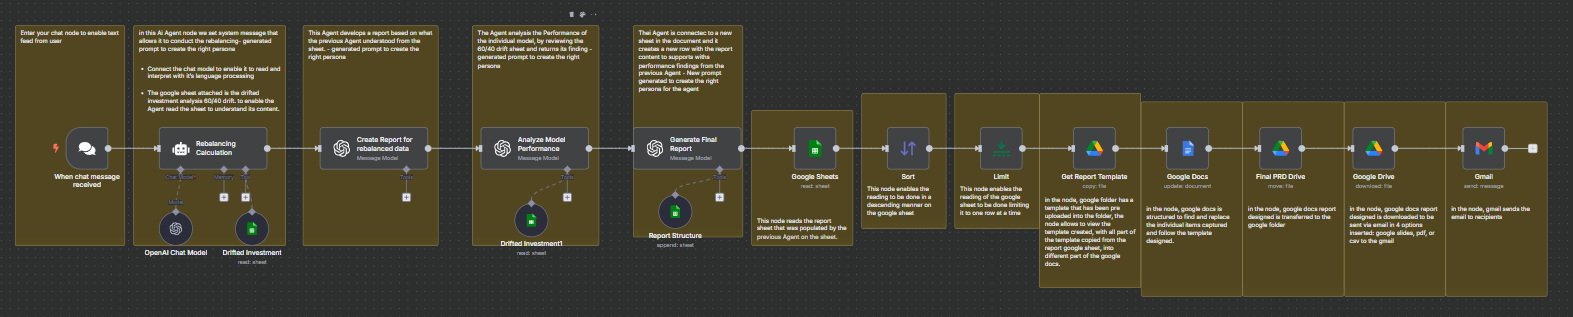 Enter your chat node to enable text
feed from user
in this Ai Agent node we set system message that
allows it to conduct the rebalancing- generated
prompt to create the right persona
Connect the chat model to enable it to read and
interpret with it's language processing
The google sheet attached is the drifted
investment analysis 60/40 drift. to enable the
Agent read the sheet to understand its content.
This Agent develops a report based on what
the previous Agent understood from the
sheet. - generated prompt to create the
right persona
The Agent analysis the Performance of
the individual model, by reviewing the
60/40 drift sheet and returns its finding -
generated prompt to create the right
persona
Thei Agent is connected to a new
sheet in the document and it
creates a new row with the report
content to supports withs
performance findings from the
previous Agent - New prompt
generated to create the right
persona for the agent
When chat message
received
Rebalancing
Calculation
Chat Model*
Memory
Tool
Model
OpenAI Chat Model
Drifted Investment
read: sheet
Create Report for
rebalanced data
Message Model
Tools
Analyze Model
Performance
Message Model
Tools
Drifted Investment1
read: sheet
Generate Final
Report
Message Model
Tools
Report Structure
append: sheet
Google Sheets
read: sheet
This node reads the report
sheet that was populated by the
previous Agent on the sheet.
Sort
This node enables the
reading to be done in a
descending manner on
the google sheet
Limit
This node enables the
reading of the google
sheet to be done limiting
it to one row at a time
Get Report Template
copy: file
in the node, google folder has a
template that has been pre
uploaded into the folder, the
node allows to view the
template created, with all part of
the template copied from the
report google sheet, into
different part of the google
docs.
Google Docs
update: document
in the node, google docs is
structured to find and replace
the individual items captured
and follow the template
designed.
Final PRD Drive
move: file
in the node, google docs report
designed is transferred to the
google folder
Google Drive
download: file
in the node, google docs report
designed is downloaded to be
sent via email in 4 options
inserted: google slides, pdf, or
csv to the gmail
Gmail
send: message
in the node, gmail sends the
email to recipients